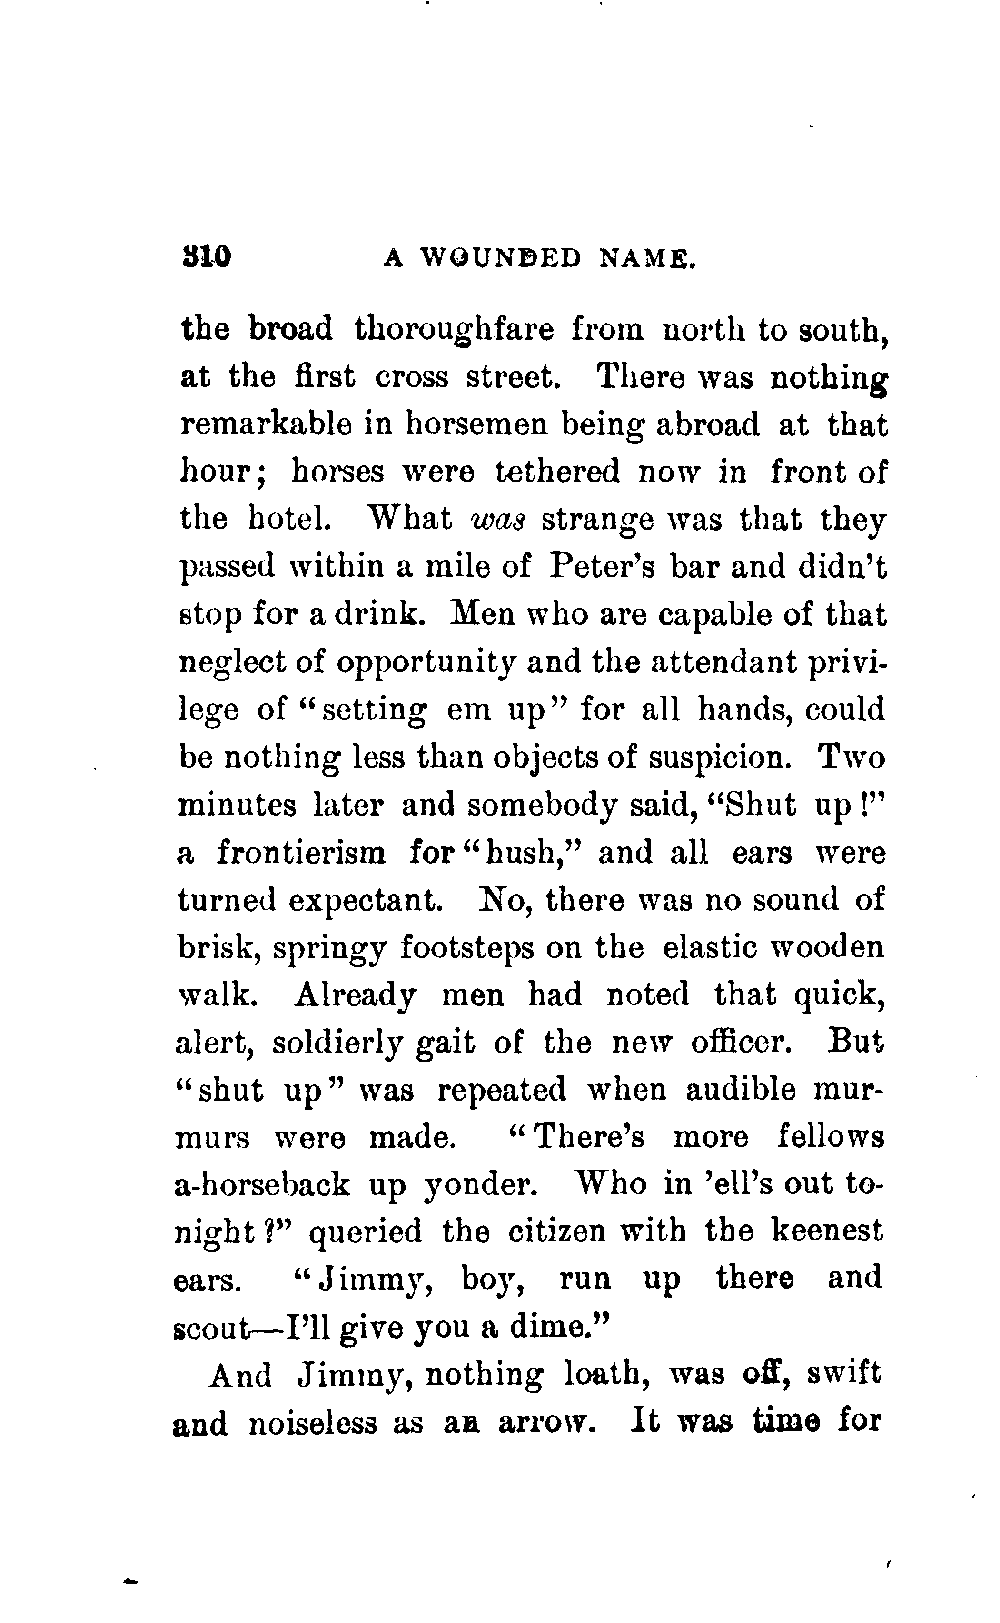 310 A WOUNDED NAME.
the broad thoroughfare from north to south,
at the first cross street. There was nothing
remarkable in horsemen being abroad at that
hour; horses were tethered now in front of
the hotel. What was strange was that they
passed within a mile of Peter's bar and didn't
stop for a drink. Men who are capable of that
neglect of opportunity and the attendant privi-
lege of "setting em up" for all hands, could
be nothing less than objects of suspicion. Two
minutes later and somebody said, "Shut up!"
a frontierism for "hush," and all ears were
turned expectant. No, there was no sound of
brisk, springy footsteps on the elastic wooden
walk. Already men had noted that quick,
alert, soldierly gait of the new officer. But
"shut up" was repeated when audible mur-
murs were made. "There's more fellows
a-horseback up yonder. Who in 'ell's out to-
night?" queried the citizen with the keenest
ears. "Jimmy, boy, run up there and
scout—I'll give you a dime."
And Jimmy, nothing loath, was off, swift
and noiseless as an arrow. It was time for